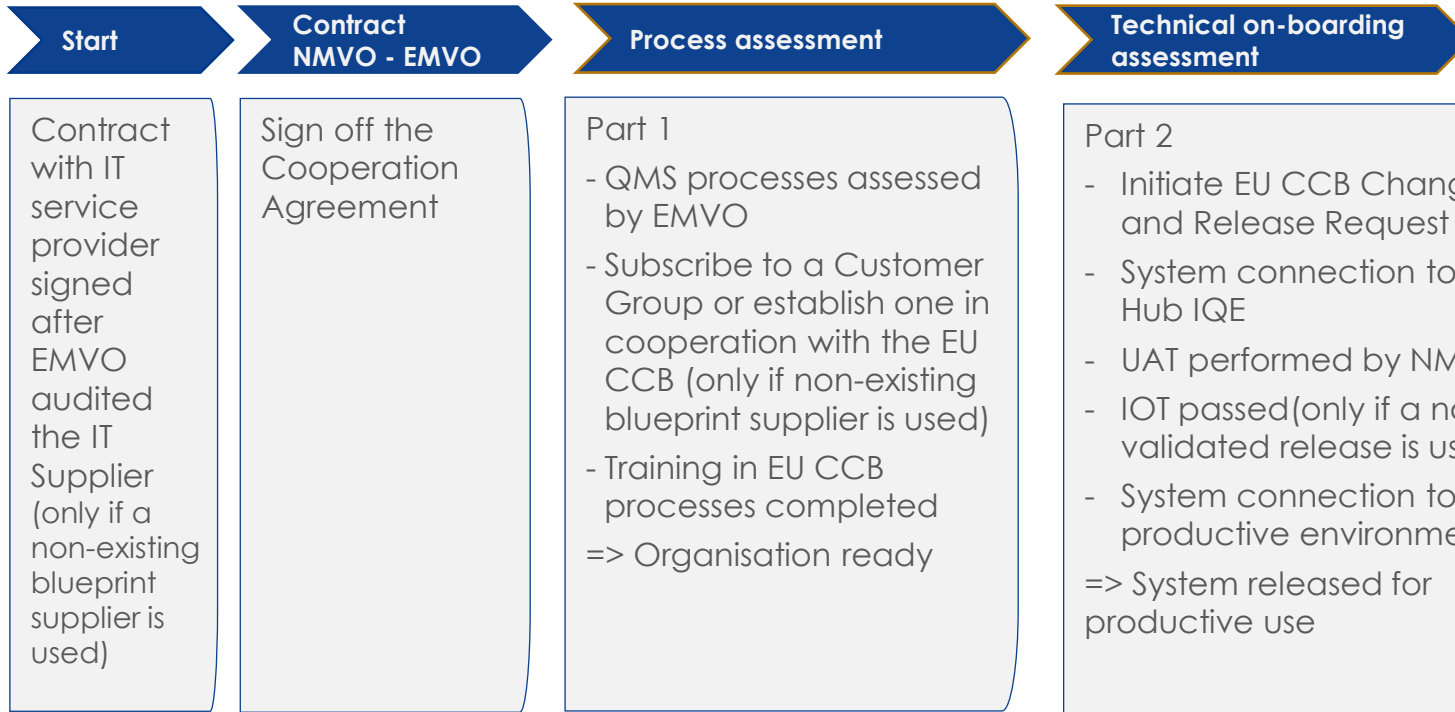 Start
Contract
NMVO - EMVO
Process assessment
Technical on-boarding
assessment
Contract
with IT
service
provider
signed
after
EMVO
audited
the IT
Supplier
(only if a
non-existing
blueprint
supplier is
used)
Sign off the
Cooperation
Agreement
Part 1
- QMS processes assessed
by EMVO
- Subscribe to a Customer
Group or establish one in
cooperation with the EU
CCB (only if non-existing
blueprint supplier is used)
- Training in EU CCB
processes completed
=> Organisation ready
Part 2
- Initiate EU CCB
and Release Request
- System connection to
Hub IQE
- UAT performed by
- IOT passed(only if a
validated release is
- System connection to
productive
=> System released for
productive use